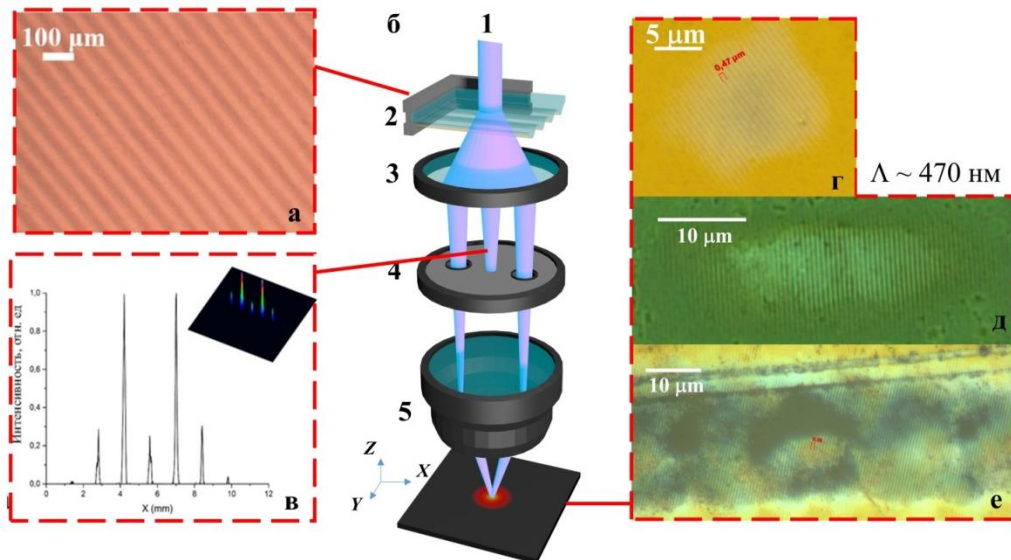 100 μm
а
б
1
2
3
4
5
Z
X
Y
Интенсивность, отн. ед
1,0
0,8
0,6
0,4
0,2
0,0
0
2
4
6
8
10
12
X (mm)
в
5 μm
0,47 μm
г
Λ ~ 470 нм
10 μm
д
10 μm
е